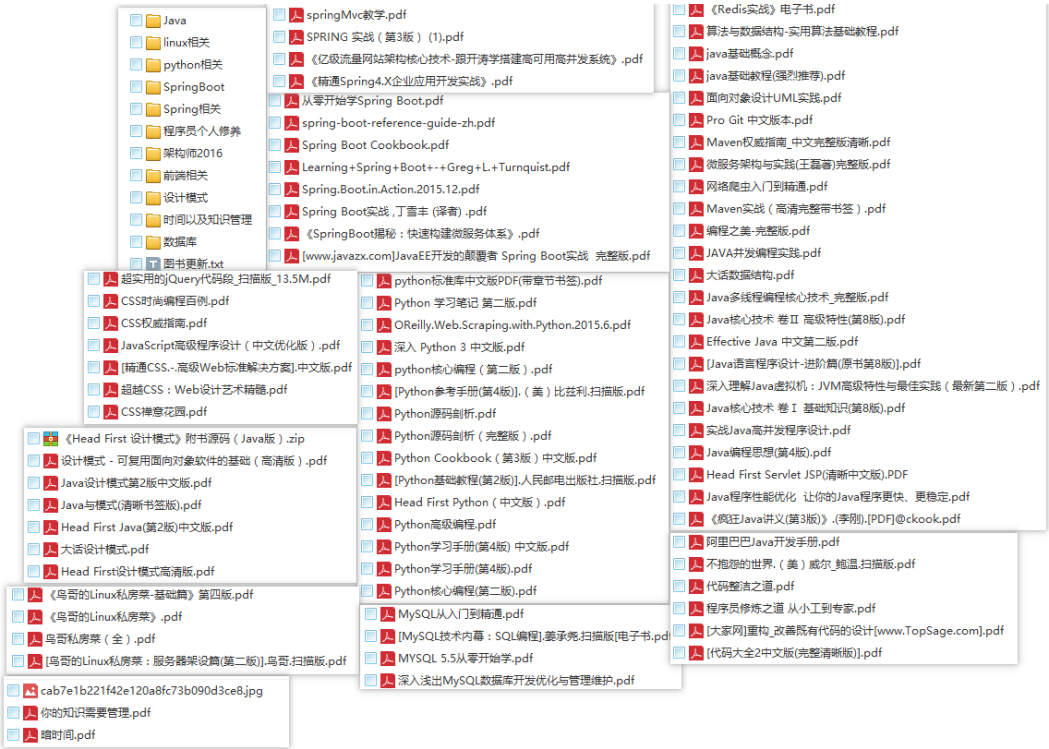 Java
linux相关
python相关
SpringBoot
Spring相关
程序员个人修养
架构师2016
前端相关
设计模式
时间以及知识管理
数据库
图书更新.txt
springMvc教学.pdf
SPRING 实战（第3版） (1).pdf
《亿级流量网站架构核心技术-跟开涛学搭建高可用高并发系统》.pdf
《精通Spring4.X企业应用开发实战》.pdf
从零开始学Spring Boot.pdf
spring-boot-reference-guide-zh.pdf
Spring Boot Cookbook.pdf
Learning+Spring+Boot+-+Greg+L.+Turnquist.pdf
Spring.Boot.in.Action.2015.12.pdf
Spring Boot实战 ,丁雪丰 (译者) .pdf
《SpringBoot揭秘：快速构建微服务体系》.pdf
[www.javazx.com]JavaEE开发的颠覆者 Spring Boot实战  完整版.pdf
超实用的jQuery代码段_扫描版_13.5M.pdf
CSS时尚编程百例.pdf
CSS权威指南.pdf
JavaScript高级程序设计（中文优化版）.pdf
[精通CSS.-.高级Web标准解决方案].中文版.pdf
超越CSS：Web设计艺术精髓.pdf
CSS禅意花园.pdf
python标准库中文版PDF(带章节书签).pdf
Python 学习笔记 第二版.pdf
OReilly.Web.Scraping.with.Python.2015.6.pdf
深入 Python 3 中文版.pdf
python核心编程（第二版）.pdf
[Python参考手册(第4版)].（美）比兹利.扫描版.pdf
Python源码剖析.pdf
Python源码剖析（完整版）.pdf
Python Cookbook（第3版）中文版.pdf
[Python基础教程(第2版)].人民邮电出版社.扫描版.pdf
Head First Python（中文版）.pdf
Python高级编程.pdf
Python学习手册(第4版) 中文版.pdf
Python学习手册(第4版).pdf
Python核心编程(第二版).pdf
《Head First 设计模式》附书源码（Java版）.zip
设计模式 - 可复用面向对象软件的基础（高清版）.pdf
Java设计模式第2版中文版.pdf
Java与模式(清晰书签版).pdf
Head First Java(第2版)中文版.pdf
大话设计模式.pdf
Head First设计模式高清版.pdf
《鸟哥的Linux私房菜-基础篇》第四版.pdf
《鸟哥的Linux私房菜》.pdf
鸟哥私房菜（全）.pdf
[鸟哥的Linux私房菜：服务器架设篇(第二版)].鸟哥.扫描版.pdf
MySQL从入门到精通.pdf
[MySQL技术内幕：SQL编程].姜承尧.扫描版[电子书.pdf
MYSQL 5.5从零开始学.pdf
深入浅出MySQL数据库开发优化与管理维护.pdf
cab7e1b221f42e120a8fc73b090d3ce8.jpg
你的知识需要管理.pdf
暗时间.pdf
《Redis实战》电子书.pdf
算法与数据结构-实用算法基础教程.pdf
java基础概念.pdf
java基础教程(强烈推荐).pdf
面向对象设计UML实践.pdf
Pro Git 中文版本.pdf
Maven权威指南_中文完整版清晰.pdf
微服务架构与实践(王磊著)完整版.pdf
网络爬虫入门到精通.pdf
Maven实战（高清完整带书签）.pdf
编程之美-完整版.pdf
JAVA并发编程实践.pdf
大话数据结构.pdf
Java多线程编程核心技术_完整版.pdf
Java核心技术 卷Ⅱ 高级特性(第8版).pdf
Effective Java 中文第二版.pdf
[Java语言程序设计-进阶篇(原书第8版)].pdf
深入理解Java虚拟机：JVM高级特性与最佳实践（最新第二版）.pdf
Java核心技术 卷Ⅰ 基础知识(第8版).pdf
实战Java高并发程序设计.pdf
Java编程思想(第4版).pdf
Head First Servlet JSP(清晰中文版).PDF
Java程序性能优化  让你的Java程序更快、更稳定.pdf
《疯狂Java讲义(第3版)》.(李刚).[PDF]@ckook.pdf
阿里巴巴Java开发手册.pdf
不抱怨的世界.（美）威尔_鲍温.扫描版.pdf
代码整洁之道.pdf
程序员修炼之道 从小工到专家.pdf
[大家网]重构_改善既有代码的设计[www.TopSage.com].pdf
[代码大全2中文版(完整清晰版)].pdf